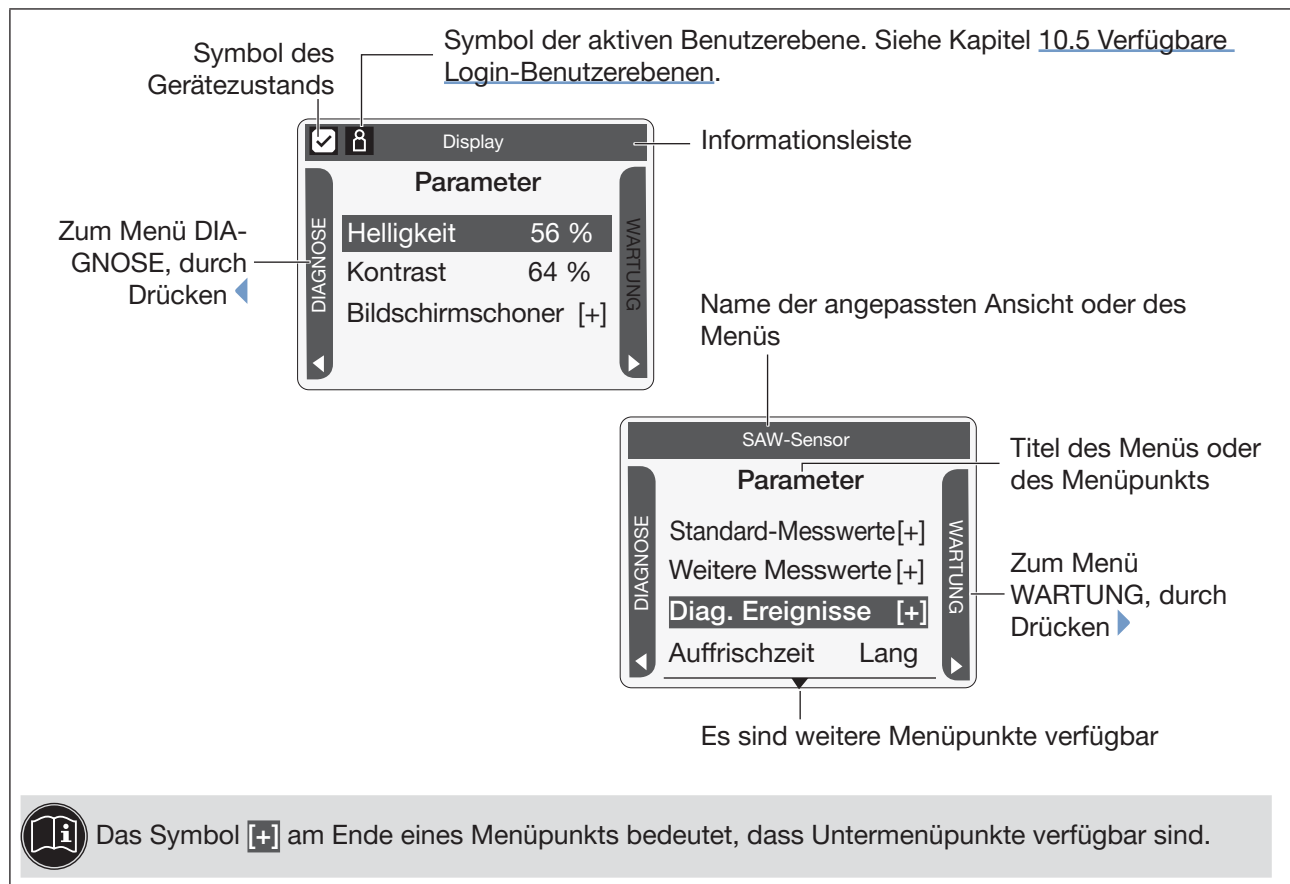 Symbol des
Gerätezustands
Symbol der aktiven Benutzerebene. Siehe Kapitel 10.5 Verfügbare
Login-Benutzerebenen.
Display
Informationsleiste
Parameter
Zum Menü DIA-
GNOSE, durch
Drücken
DIAGNOSE
Helligkeit 56 %
Kontrast 64 %
Bildschirmschoner [+]
WARTUNG
Name der angepassten Ansicht oder des
Menüs
SAW-Sensor
Parameter
Titel des Menüs oder
des Menüpunkts
DIAGNOSE
Standard-Messwerte[+]
Weitere Messwerte [+]
Diag. Ereignisse [+]
Auffrischzeit Lang
WARTUNG
Zum Menü
WARTUNG, durch
Drücken
Es sind weitere Menüpunkte verfügbar
Das Symbol [+] am Ende eines Menüpunkts bedeutet, dass Untermenüpunkte verfügbar sind.